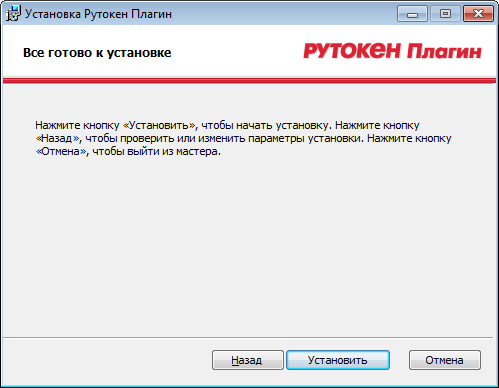 Установка Рутокен Плагин
Все готово к установке
РУТОКЕН Плагин
Нажмите кнопку «Установить», чтобы начать установку. Нажмите кнопку
«Назад», чтобы проверить или изменить параметры установки. Нажмите кнопку
«Отмена», чтобы выйти из мастера.
Назад
Установить
Отмена